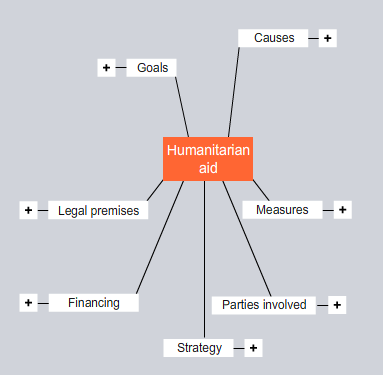 Causes +
+ Goals
Humanitarian
aid
+ Legal premises
Measures +
+ Financing
Parties involved +
Strategy +